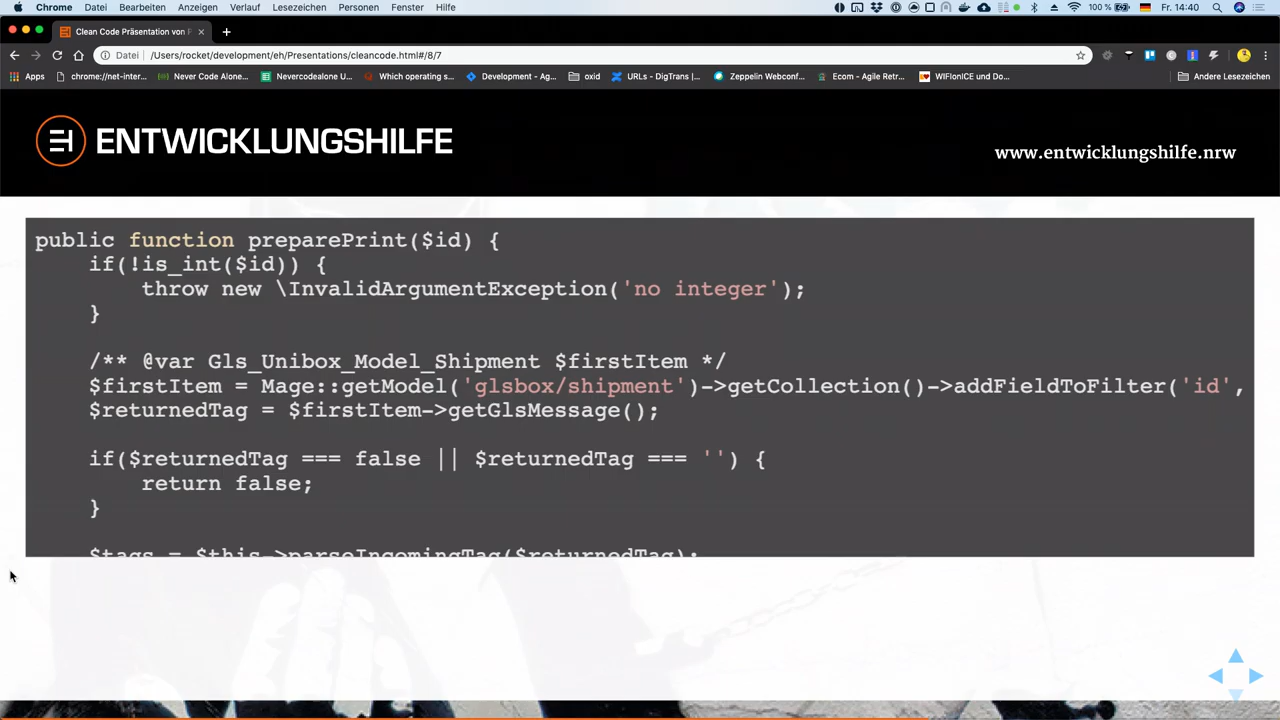 Chrome Datei Bearbeiten Anzeigen Verlauf Lesezeichen Personen Fenster Hilfe 100 % Fr. 14:40
Clean Code Präsentation von F
Datei /Users/rocket/development/eh/Presentations/cleancode.html#/8/7
Apps chrome://net-inter... Never Code Alone... Nevercodealone U... Which operating s... Development - Ag... oxid URLs - DigTrans |... Zeppelin Webconf... Ecom - Agile Retr... WIFIonICE und Do... Andere Lesezeichen
ENTWICKLUNGSHILFE
www.entwicklungshilfe.nrw
public function preparePrint($id) {
if(!is_int($id)) {
throw new \InvalidArgumentException('no integer');
}
/** @var Gls_Unibox_Model_Shipment $firstItem */
$firstItem = Mage::getModel('glsbox/shipment')->getCollection()->addFieldToFilter('id',
$returnedTag = $firstItem->getGlsMessage();
if($returnedTag === false || $returnedTag === '') {
return false;
}
$tags = $this->parseIncomingTag($returnedTag);